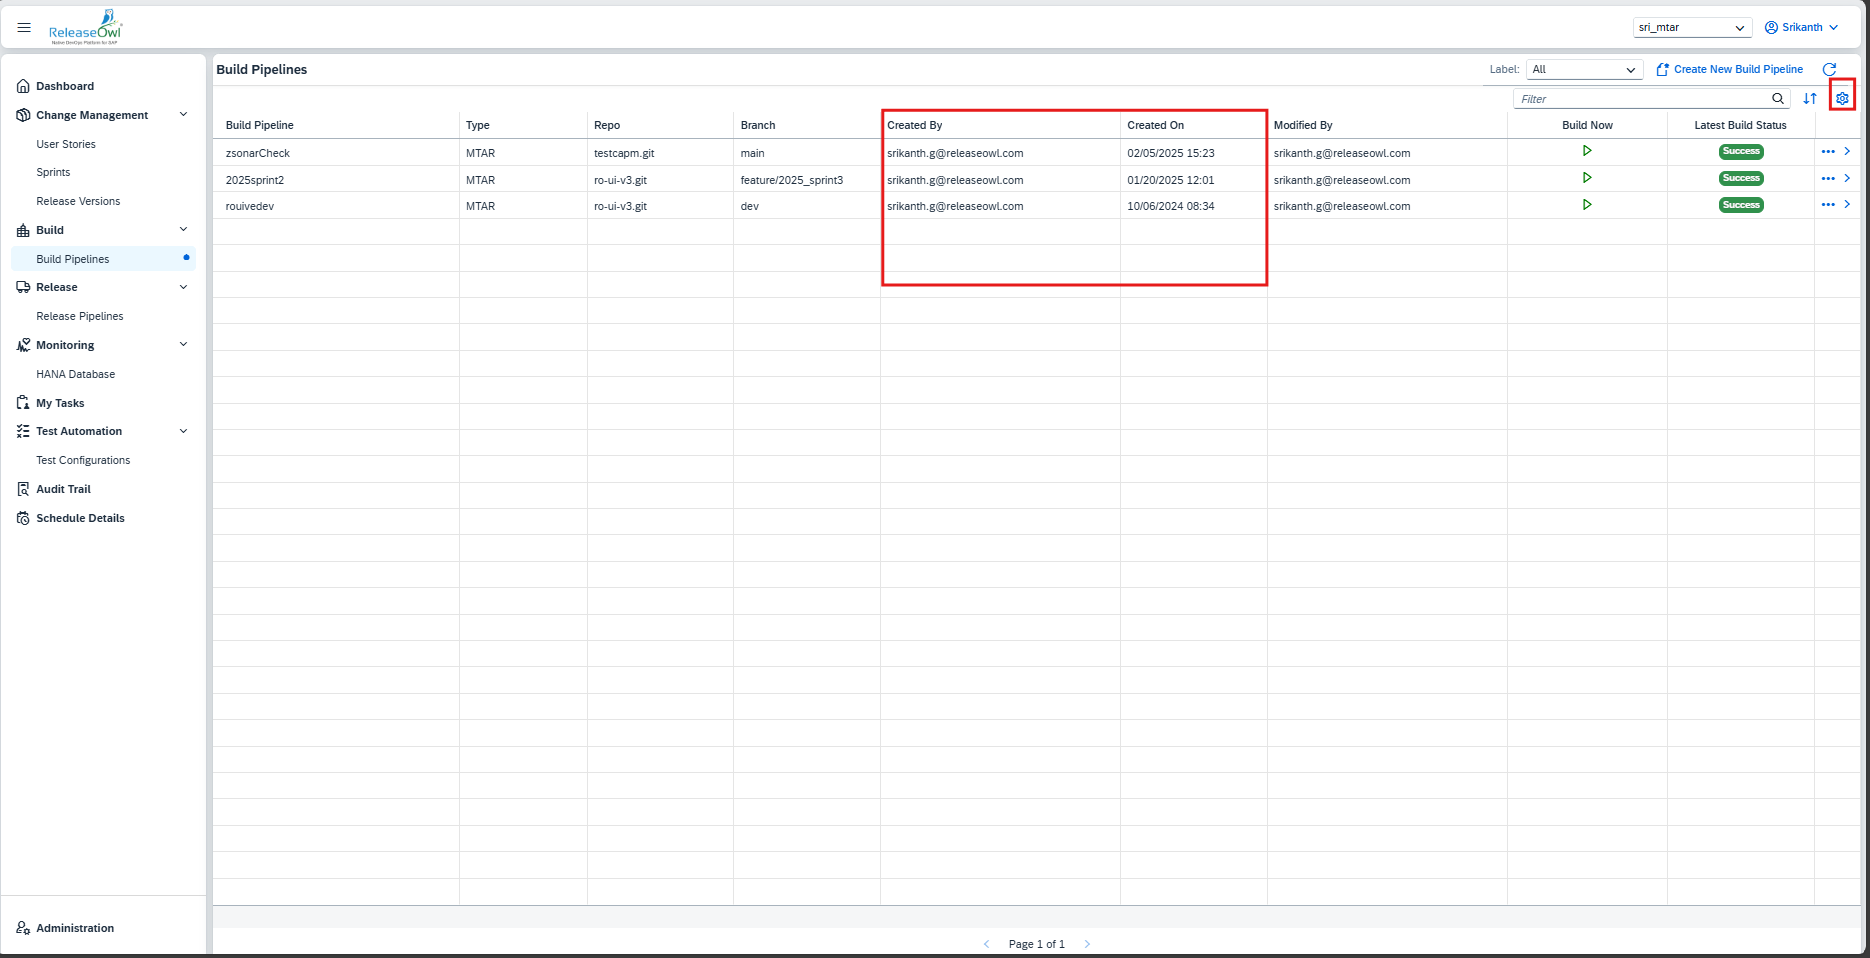 ReleaseOwl
Native DevOps Platform for SAP
sri_mtar
Srikanth
Dashboard
Change Management
User Stories
Sprints
Release Versions
Build
Build Pipelines
Release
Release Pipelines
Monitoring
HANA Database
My Tasks
Test Automation
Test Configurations
Audit Trail
Schedule Details
Administration
Build Pipelines
Label: All Create New Build Pipeline
Filter
Build Pipeline Type Repo Branch Created By Created On Modified By Build Now Latest Build Status
zsonarCheck MTAR testcapm.git main srikanth.g@releaseowl.com 02/05/2025 15:23 srikanth.g@releaseowl.com Success
2025sprint2 MTAR ro-ui-v3.git feature/2025_sprint3 srikanth.g@releaseowl.com 01/20/2025 12:01 srikanth.g@releaseowl.com Success
rouivedev MTAR ro-ui-v3.git dev srikanth.g@releaseowl.com 10/06/2024 08:34 srikanth.g@releaseowl.com Success
Page 1 of 1